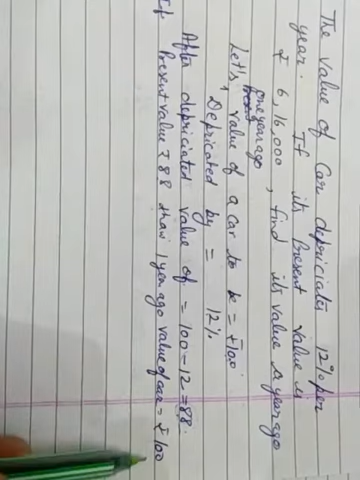 The value of Car depriciates 12% per
year. If its Present value is
₹ 6,16,000, find its value a year ago
one year ago
Let's, value of a car to be = ₹100
Depricated by = 12%
After depriciated value of = 100-12 = 88
If Present value ₹ 88 than 1 year ago value of car = ₹ 100